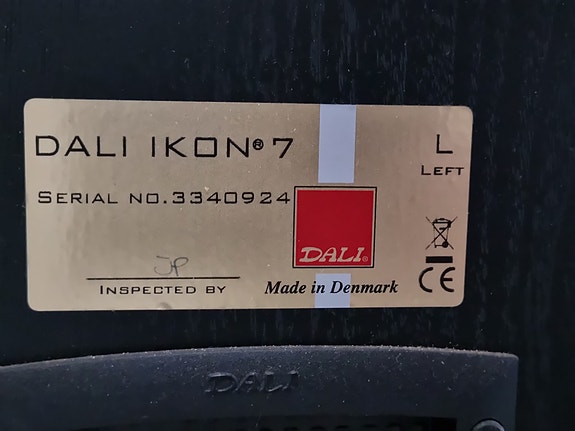 DALI IKON® 7
L
LEFT
SERIAL NO.3340924
DALI®
JP
INSPECTED BY
Made in Denmark
CE
DALI